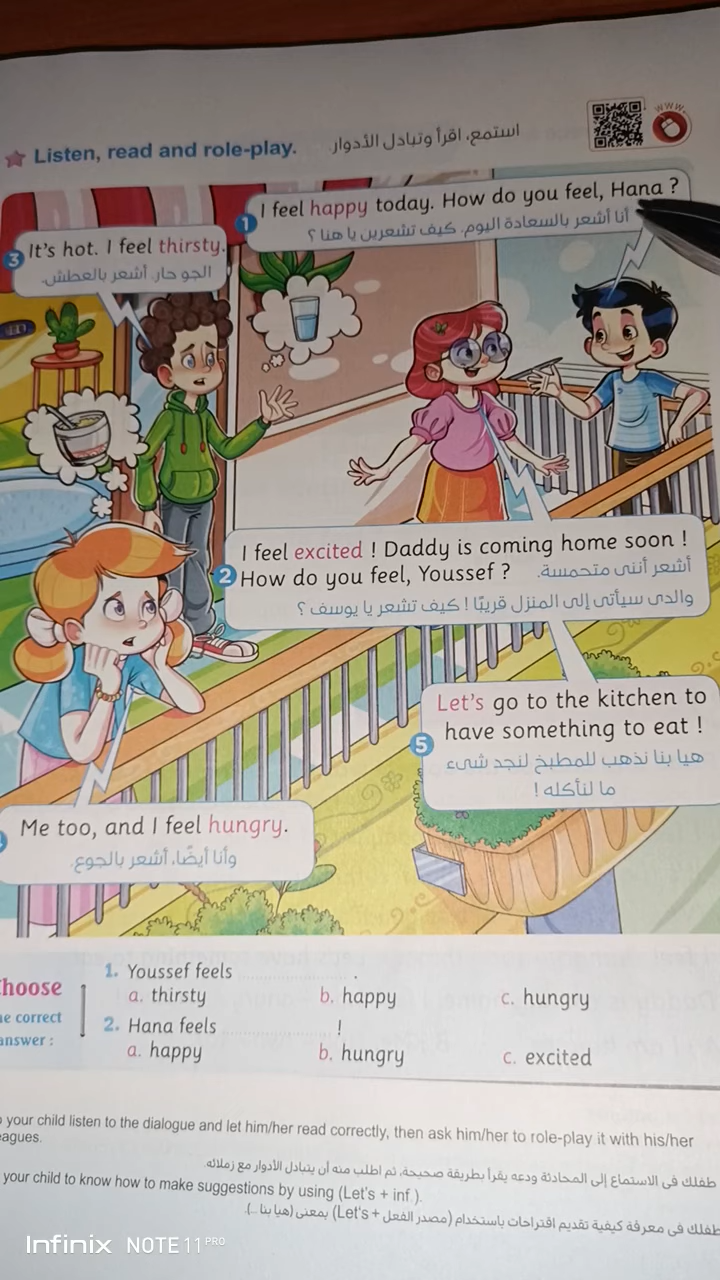 www.
Listen, read and role-play. استمع، اقرأ وتبادل الأدوار
1 I feel happy today. How do you feel, Hana ?
أنا أشعر بالسعادة اليوم. كيف تشعرين يا هنا ؟
3 It's hot. I feel thirsty.
الجو حار. أشعر بالعطش.
I feel excited ! Daddy is coming home soon !
2 How do you feel, Youssef ? أشعر أننى متحمسة.
والدى سيأتى إلى المنزل قريبًا ! كيف تشعر يا يوسف ؟
Me too, and I feel hungry.
وأنا أيضًا، أشعر بالجوع.
Let's go to the kitchen to
5 have something to eat !
هيا بنا نذهب للمطبخ لنجد شىء
ما لنأكله !
hoose
e correct
answer :
1. Youssef feels .................... .
a. thirsty b. happy c. hungry
2. Hana feels .................... !
a. happy b. hungry c. excited
your child listen to the dialogue and let him/her read correctly, then ask him/her to role-play it with his/her
eagues.
طفلك فى الاستماع إلى المحادثة ودعه يقرأ بطريقة صحيحة، ثم اطلب منه أن يتبادل الأدوار مع زملائه.
your child to know how to make suggestions by using (Let's + inf.).
طفلك فى معرفة كيفية تقديم اقتراحات باستخدام (مصدر الفعل + Let's) بمعنى (هيا بنا ...).
Infinix NOTE 11 PRO